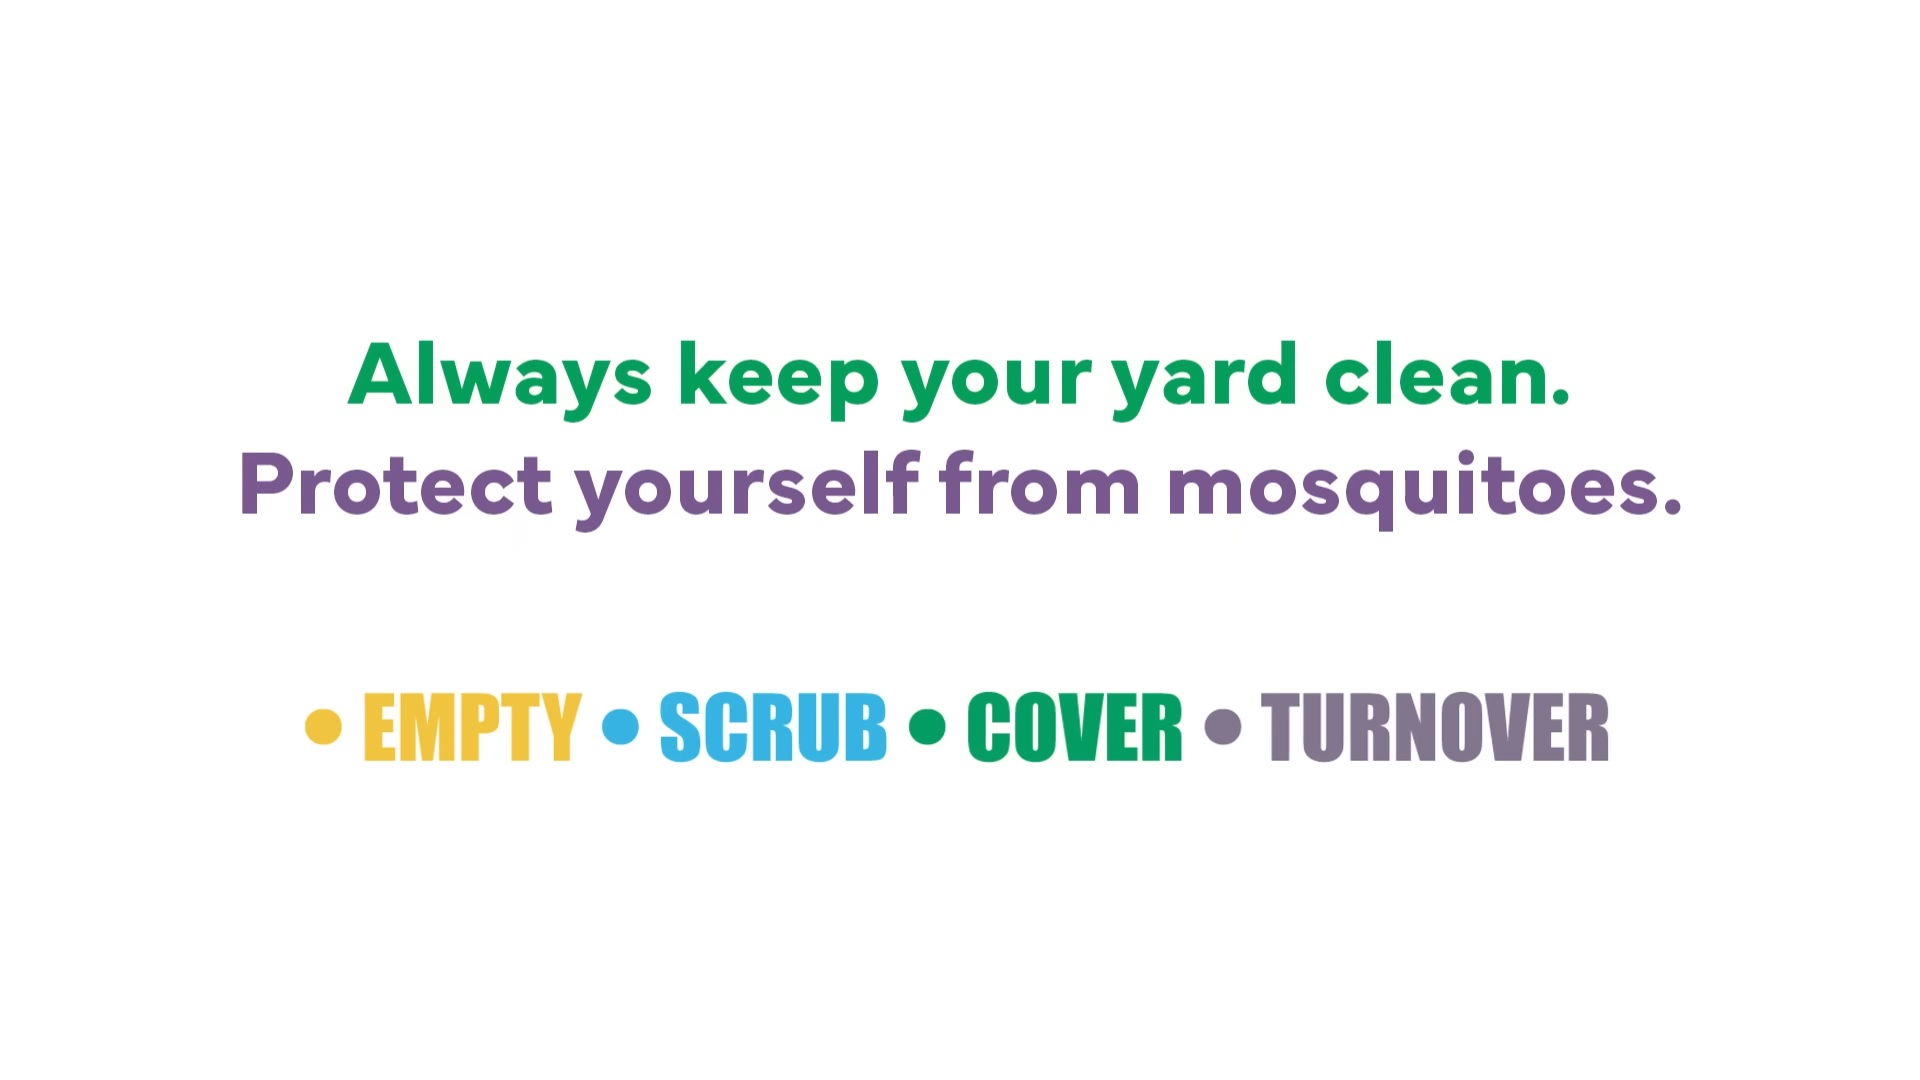 Always keep your yard clean.
Protect yourself from mosquitoes.
• EMPTY • SCRUB • COVER • TURNOVER